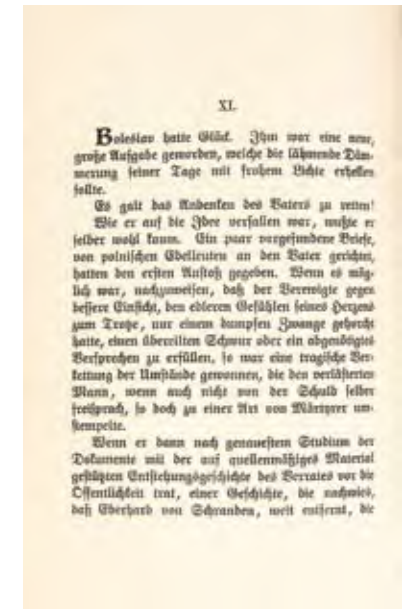 XI.
Boleslav hatte Glück. Ihm war eine neue,
große Aufgabe geworden, welche die lähmende Däm-
merung seiner Tage mit frohem Lichte erhellen
sollte.
Es galt das Andenken des Vaters zu retten!
Wie er auf die Idee verfallen war, wußte er
selber wohl kaum. Ein paar vorgefundene Briefe,
von polnischen Edelleuten an den Vater gerichtet,
hatten den ersten Anstoß gegeben. Wenn es mög-
lich war, nachzuweisen, daß der Verewigte gegen
bessere Einsicht, den edleren Gefühlen seines Herzens
zum Trotze, nur einem dumpfen Zwange gehorcht
hatte, einen übereilten Schwur oder ein abgenötigtes
Versprechen zu erfüllen, so war eine tragische Ver-
kettung der Umstände gewonnen, die den verlästerten
Mann, wenn auch nicht von der Schuld selber
freisprach, so doch zu einer Art von Märtyrer um-
stempelte.
Wenn er dann nach genauestem Studium der
Dokumente mit der auf quellenmäßiges Material
gestützten Entstehungsgeschichte des Verrates vor die
Öffentlichkeit trat, einer Geschichte, die nachwies,
daß Eberhard von Schranden, weit entfernt, die